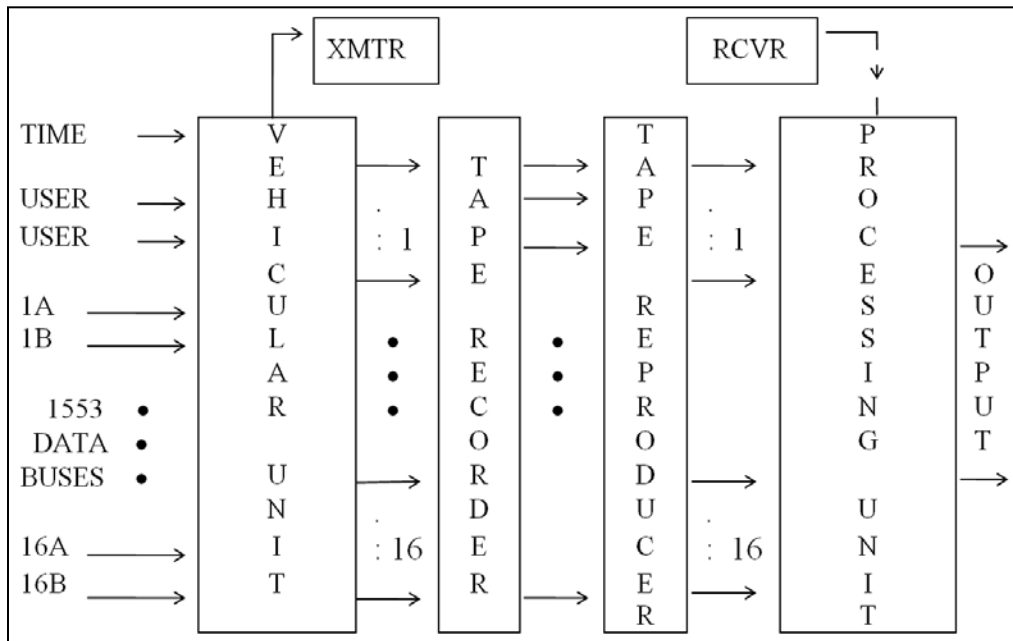 XMTR
RCVR
TIME
USER
USER
1A
1B
1553
DATA
BUSES
16A
16B
VEHICULAR UNIT
: 1
: 16
TAPE RECORDER
TAPE REPRODUCER
: 1
: 16
PROCESSING UNIT
OUTPUT